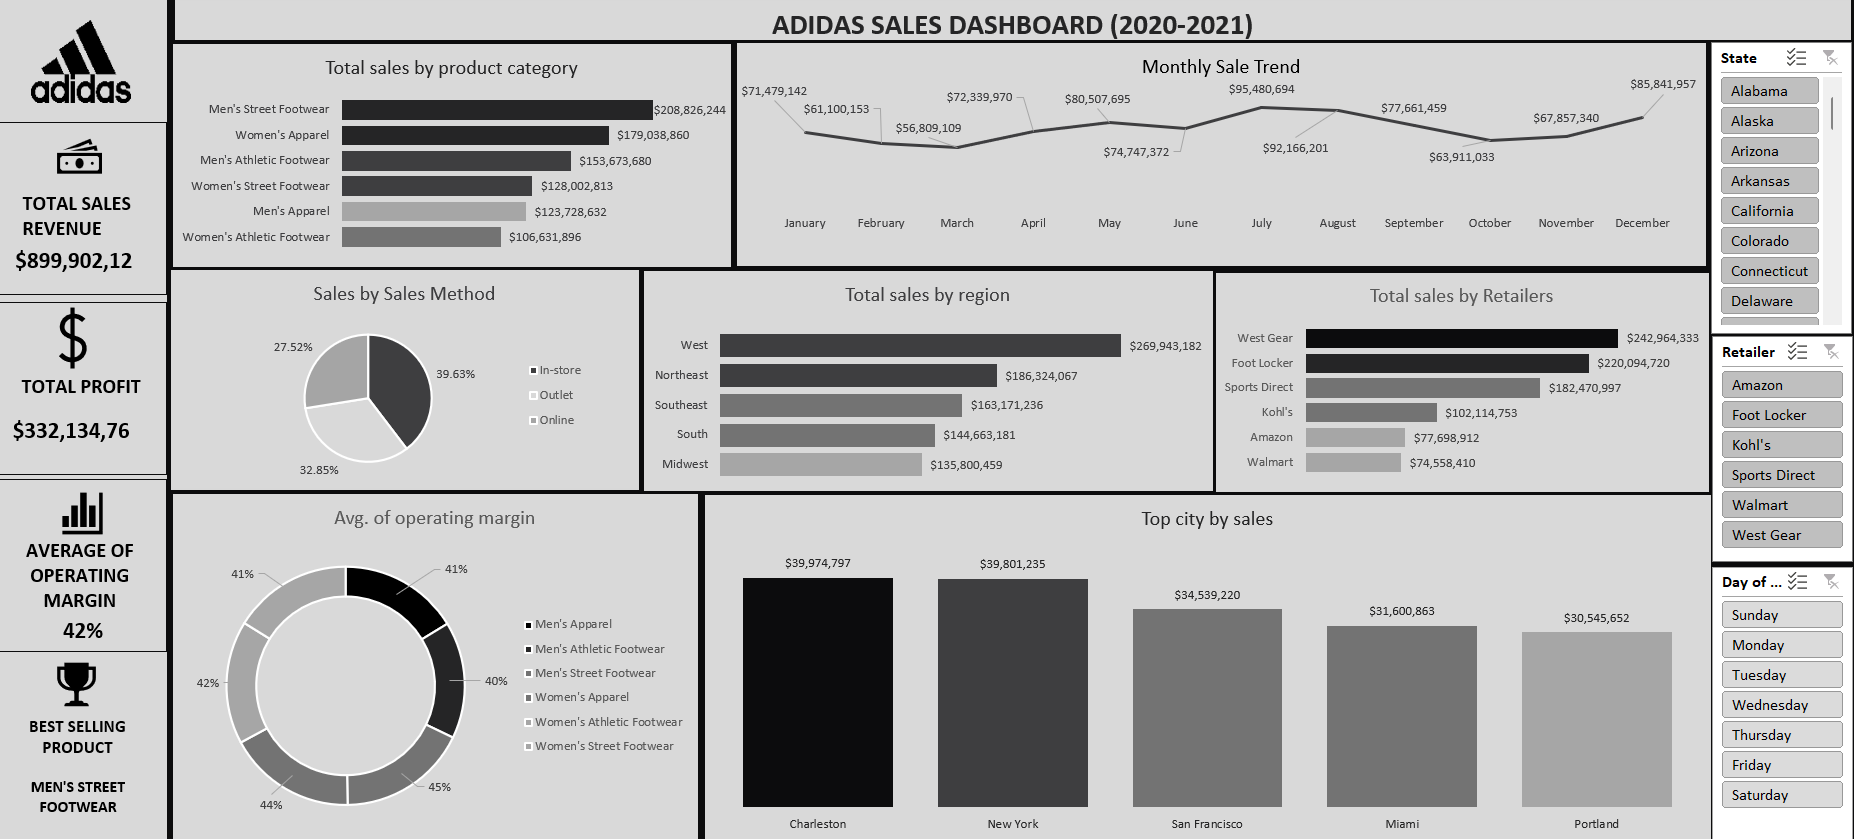 ADIDAS SALES DASHBOARD (2020-2021)
adidas
TOTAL SALES
REVENUE
$899,902,12
TOTAL PROFIT
$332,134,76
AVERAGE OF
OPERATING
MARGIN
42%
BEST SELLING
PRODUCT
MEN'S STREET
FOOTWEAR
Total sales by product category
Men's Street Footwear $208,826,244
Women's Apparel $179,038,860
Men's Athletic Footwear $153,673,680
Women's Street Footwear $128,002,813
Men's Apparel $123,728,632
Women's Athletic Footwear $106,631,896
Monthly Sale Trend
$71,479,142
$61,100,153
$56,809,109
$72,339,970
$80,507,695
$74,747,372
$95,480,694
$92,166,201
$77,661,459
$63,911,033
$67,857,340
$85,841,957
January February March April May June July August September October November December
Sales by Sales Method
27.52%
39.63%
32.85%
In-store
Outlet
Online
Total sales by region
West $269,943,182
Northeast $186,324,067
Southeast $163,171,236
South $144,663,181
Midwest $135,800,459
Total sales by Retailers
West Gear $242,964,333
Foot Locker $220,094,720
Sports Direct $182,470,997
Kohl's $102,114,753
Amazon $77,698,912
Walmart $74,558,410
Avg. of operating margin
41%
41%
42%
40%
44%
45%
Men's Apparel
Men's Athletic Footwear
Men's Street Footwear
Women's Apparel
Women's Athletic Footwear
Women's Street Footwear
Top city by sales
$39,974,797
$39,801,235
$34,539,220
$31,600,863
$30,545,652
Charleston New York San Francisco Miami Portland
State
Alabama
Alaska
Arizona
Arkansas
California
Colorado
Connecticut
Delaware
Retailer
Amazon
Foot Locker
Kohl's
Sports Direct
Walmart
West Gear
Day of ...
Sunday
Monday
Tuesday
Wednesday
Thursday
Friday
Saturday